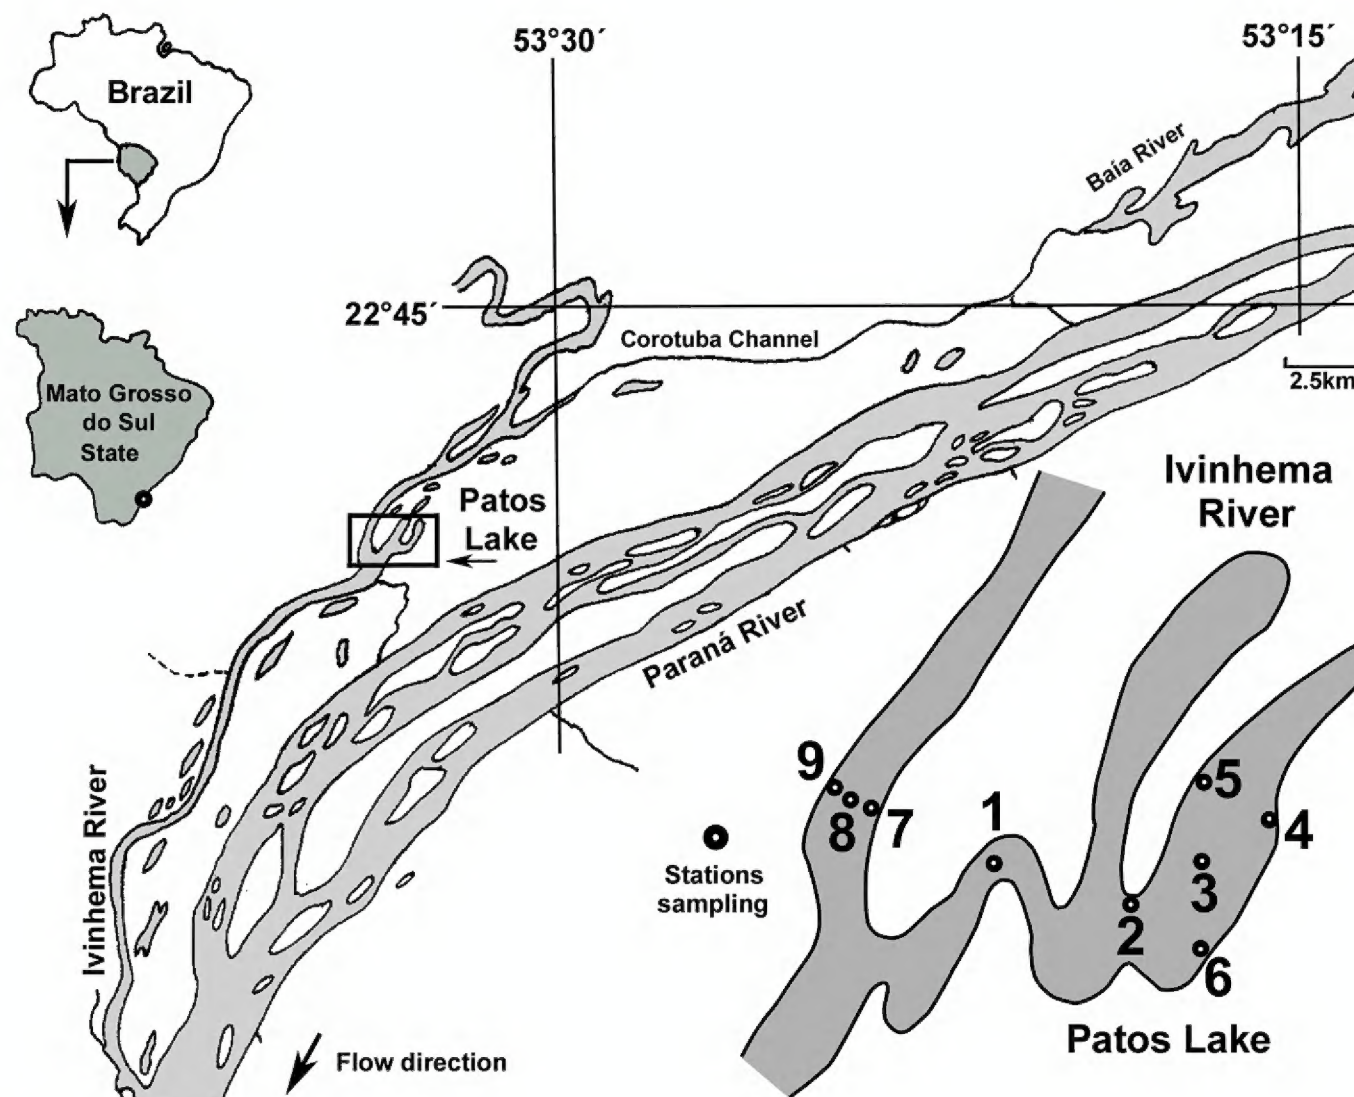 53°30´
53°15´
Brazil
Baía River
22°45´
Corotuba Channel
2.5km
Mato Grosso
do Sul
State
Patos
Lake
Ivinhema
River
Paraná River
9
8
7
1
5
4
3
2
6
Stations
sampling
Ivinhema River
Patos Lake
Flow direction